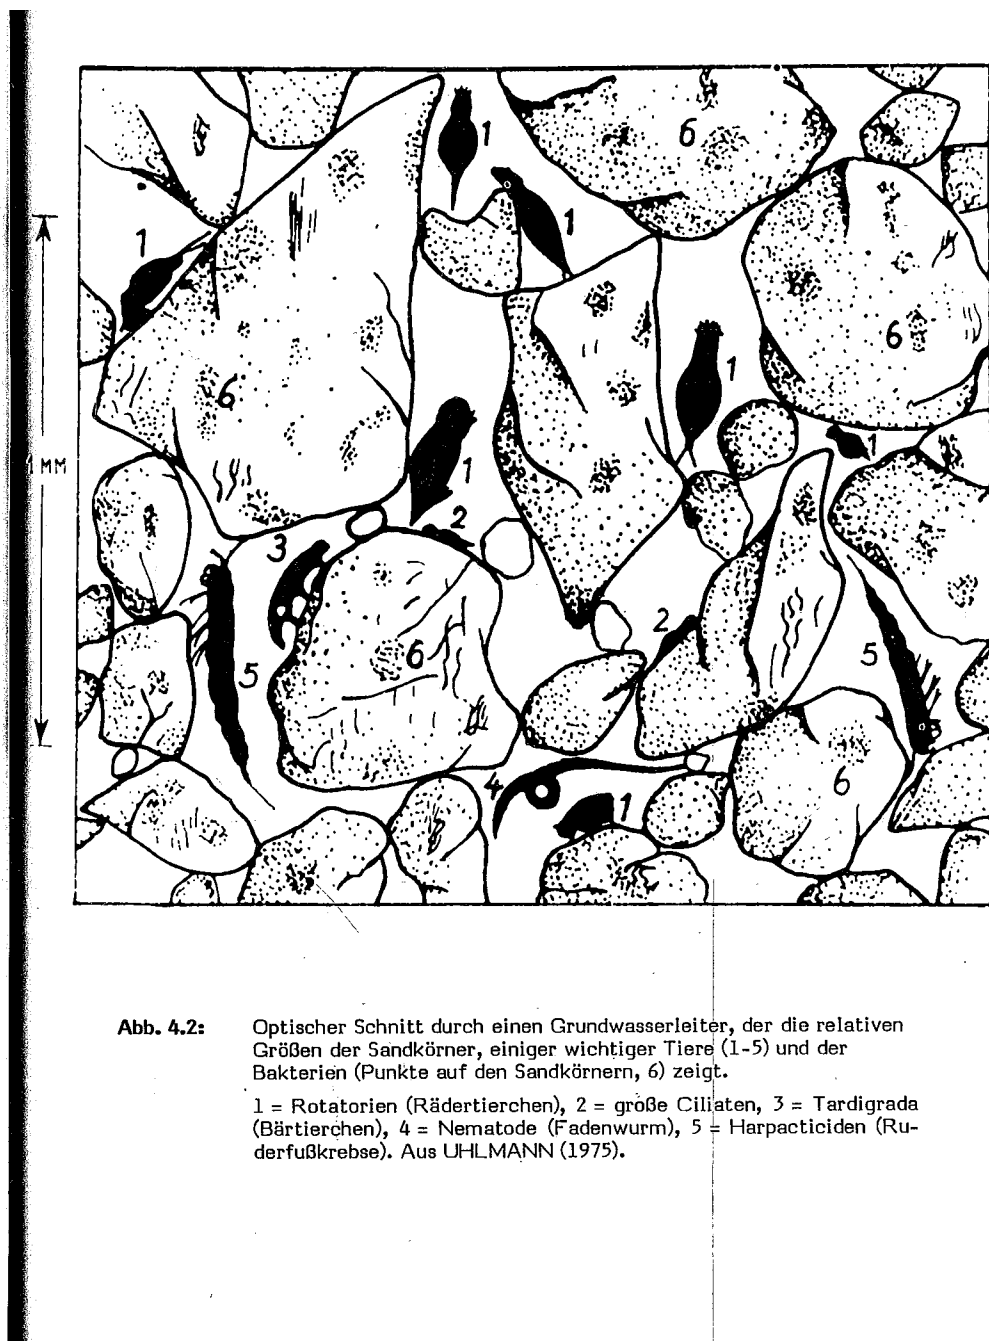 1
6
1
1
1
6
6
1
1
1
2
3
2
5
6
5
4
6
1
1 MM
Abb. 4.2: Optischer Schnitt durch einen Grundwasserleiter, der die relativen
Größen der Sandkörner, einiger wichtiger Tiere (1-5) und der
Bakterien (Punkte auf den Sandkörnern, 6) zeigt.
1 = Rotatorien (Rädertierchen), 2 = große Ciliaten, 3 = Tardigrada
(Bärtierchen), 4 = Nematode (Fadenwurm), 5 = Harpacticiden (Ru-
derfußkrebse). Aus UHLMANN (1975).